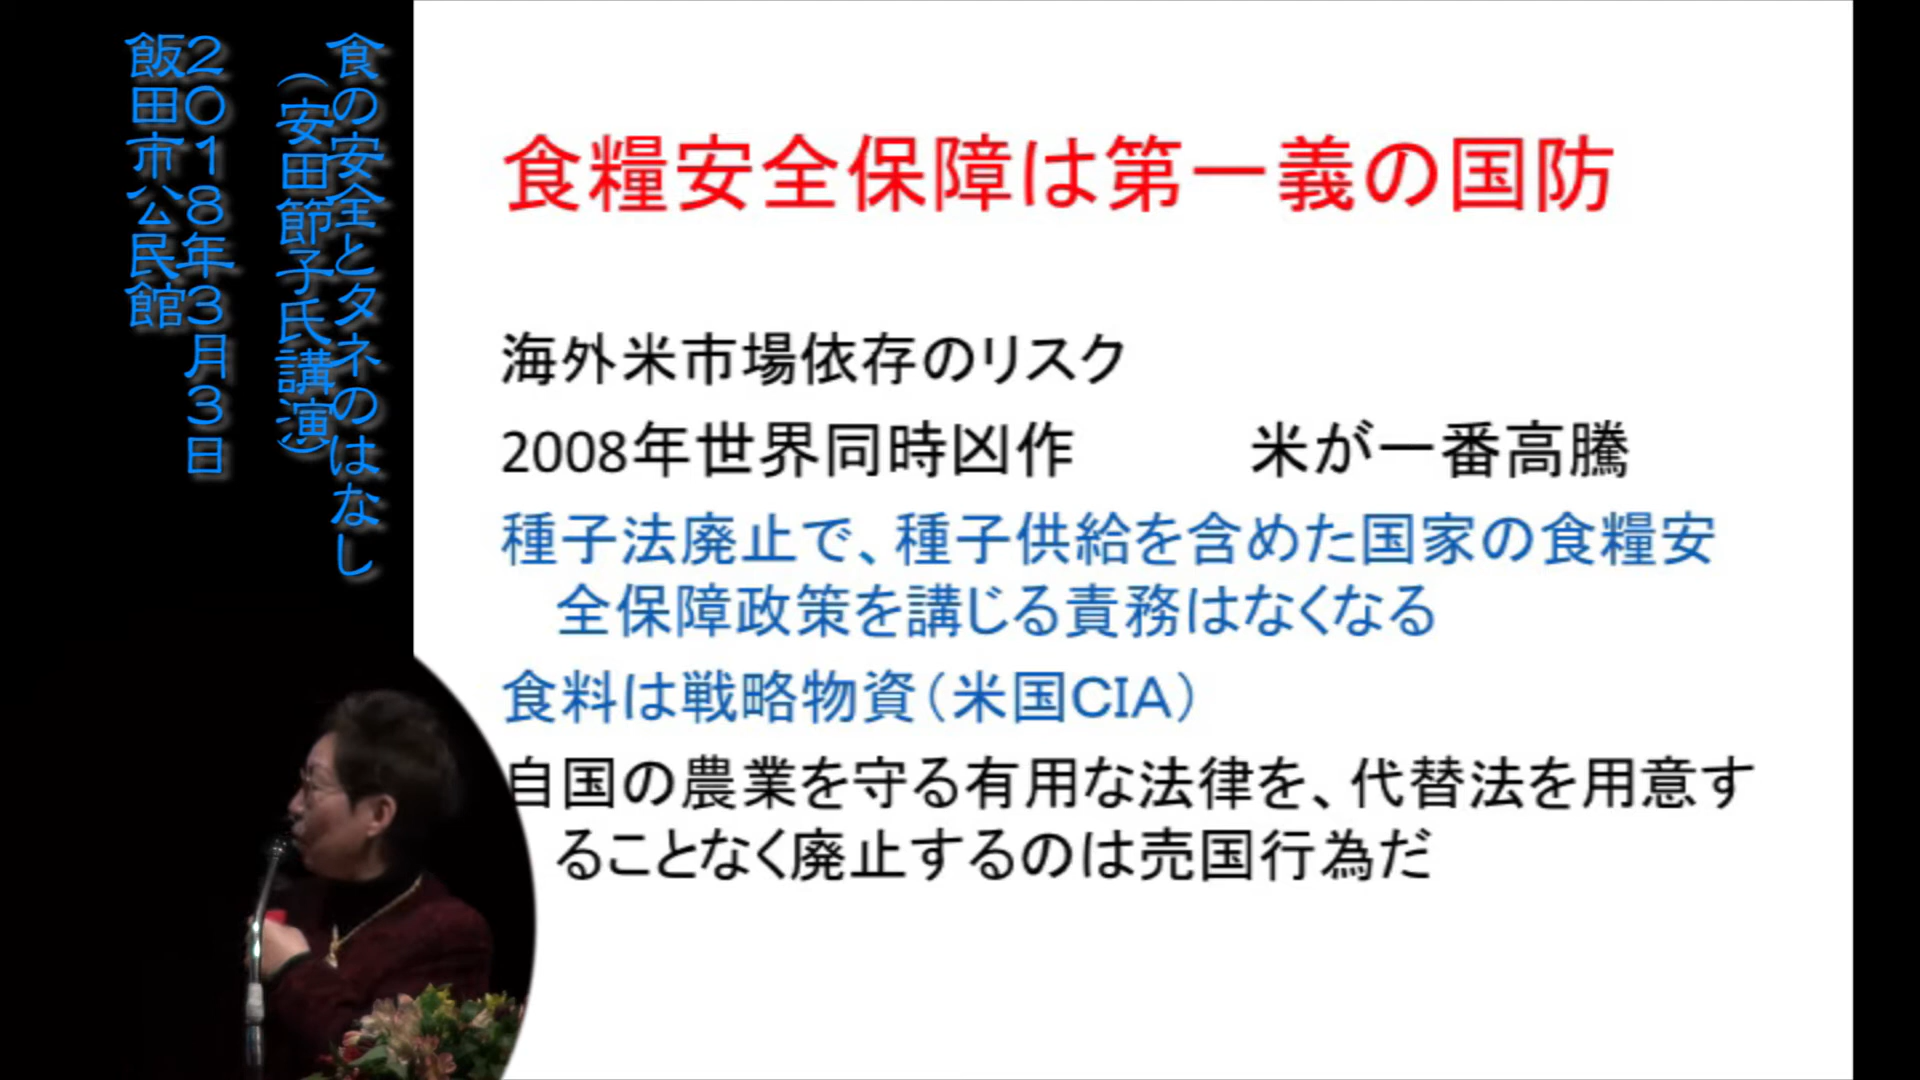 食の安全とタネのはなし
（安田節子氏講演）
２０１８年３月３日
飯田市公民館
食糧安全保障は第一義の国防
海外米市場依存のリスク
2008年世界同時凶作　　　米が一番高騰
種子法廃止で、種子供給を含めた国家の食糧安
全保障政策を講じる責務はなくなる
食料は戦略物資（米国CIA）
自国の農業を守る有用な法律を、代替法を用意す
ることなく廃止するのは売国行為だ